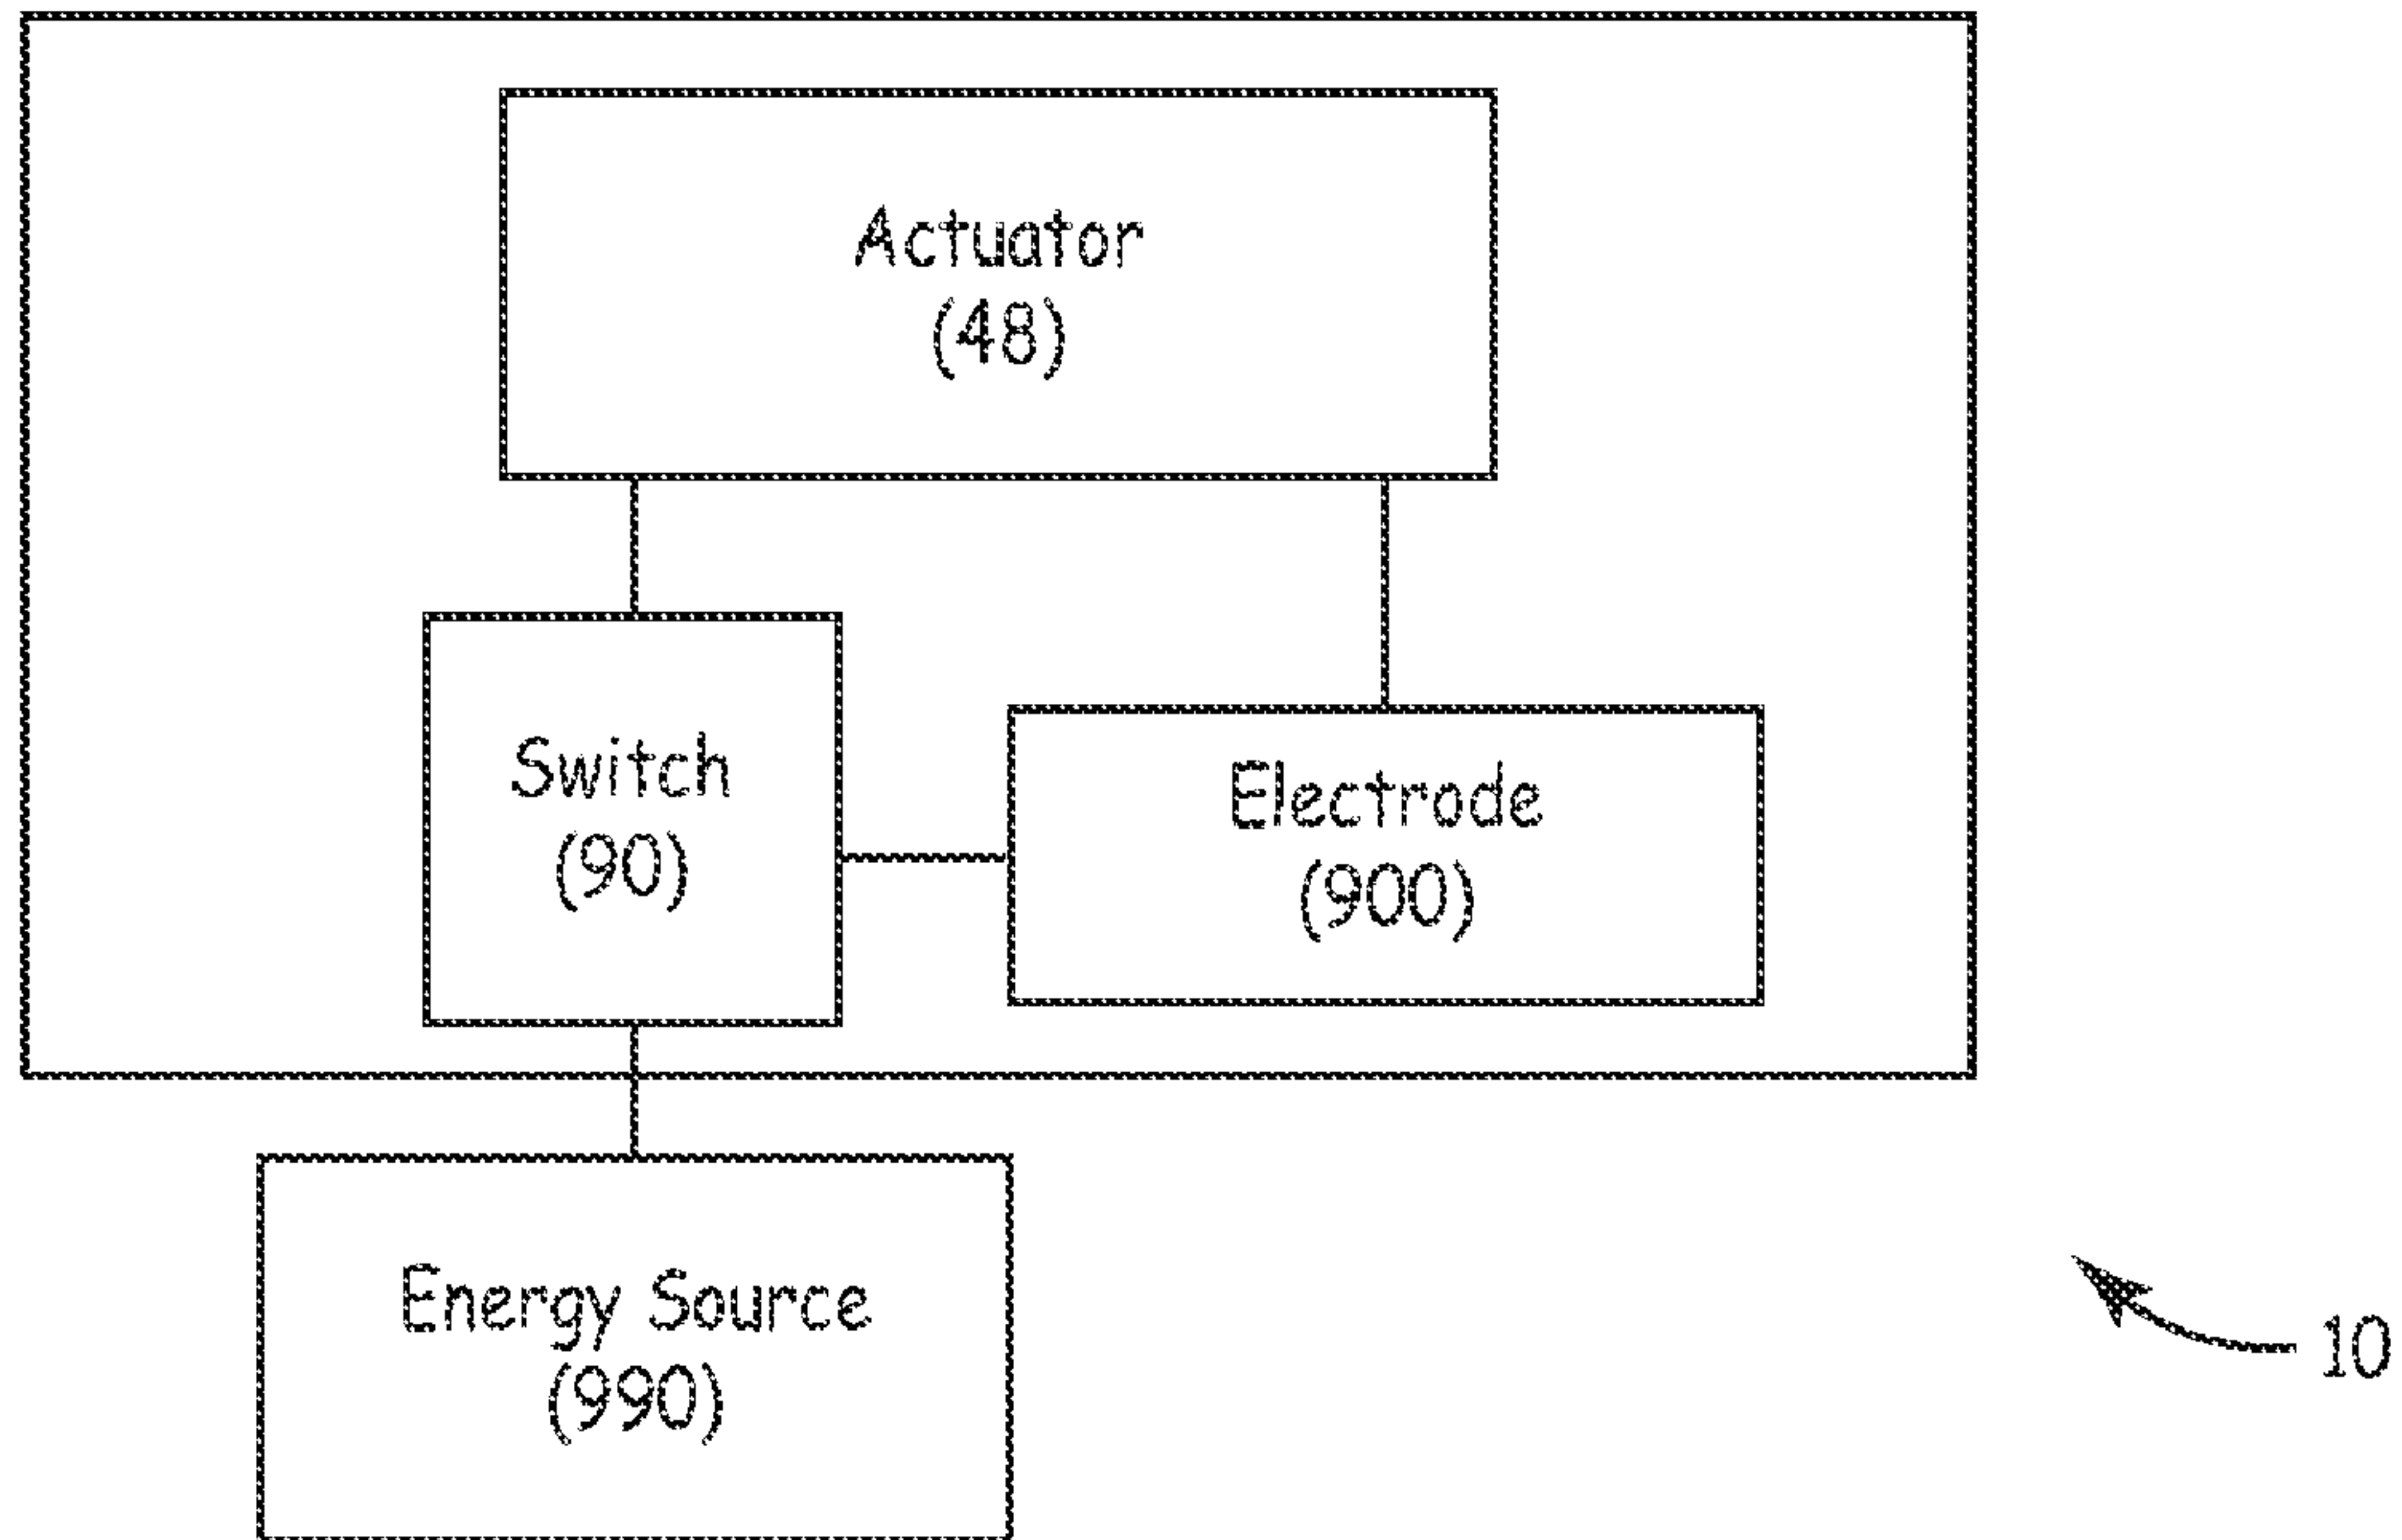 Actuator
(48)
Switch
(90)
Electrode
(900)
Energy Source
(990)
10